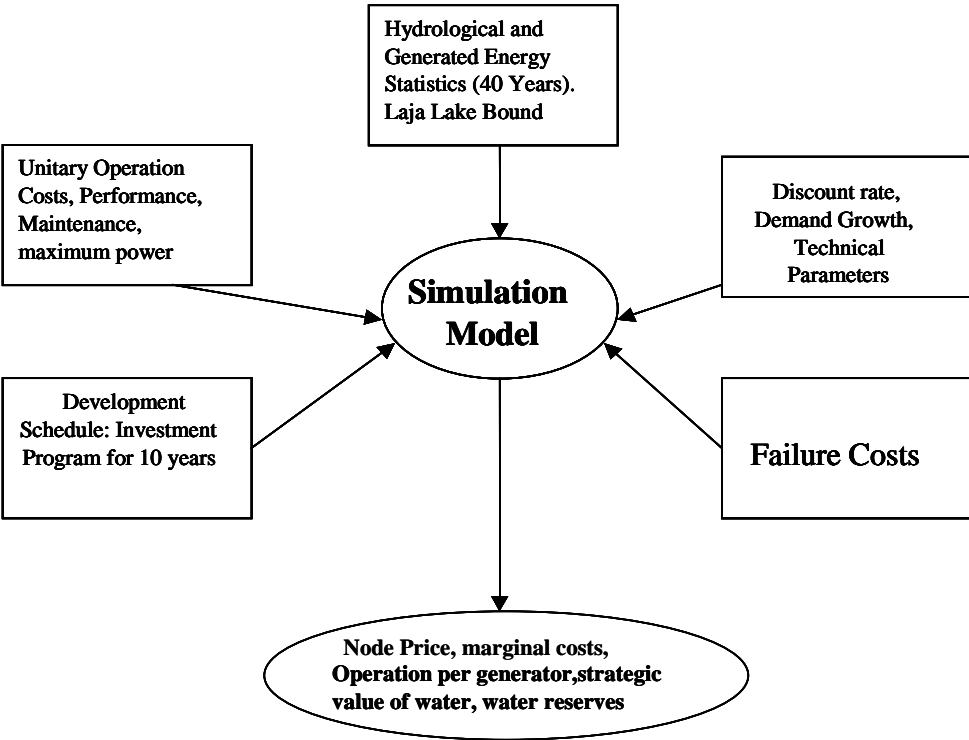 Hydrological and
Generated Energy
Statistics (40 Years).
Laja Lake Bound
Unitary Operation
Costs, Performance,
Maintenance,
maximum power
Discount rate,
Demand Growth,
Technical
Parameters
Simulation
Model
Development
Schedule: Investment
Program for 10 years
Failure Costs
Node Price, marginal costs,
Operation per generator,strategic
value of water, water reserves